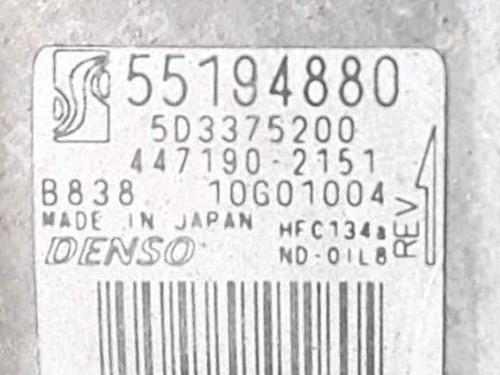 55194880
5D3375200
447190-2151
B838 10G01004
MADE IN JAPAN HFC134a
DENSO ND-OIL8
REV